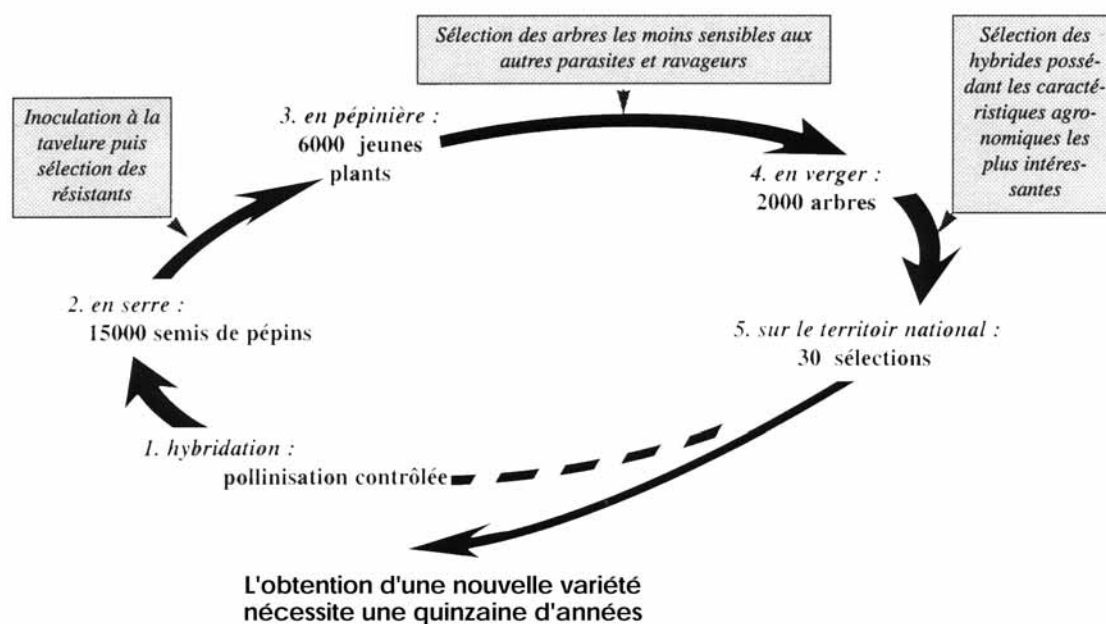 Sélection des arbres les moins sensibles aux
autres parasites et ravageurs
Sélection des
hybrides possé-
dant les caracté-
ristiques agro-
nomiques les
plus intéres-
santes
Inoculation à la
tavelure puis
sélection des
résistants
3. en pépinière :
6000 jeunes
plants
4. en verger :
2000 arbres
2. en serre :
15000 semis de pépins
5. sur le territoir national :
30 sélections
1. hybridation :
pollinisation contrôlée
L'obtention d'une nouvelle variété
nécessite une quinzaine d'années